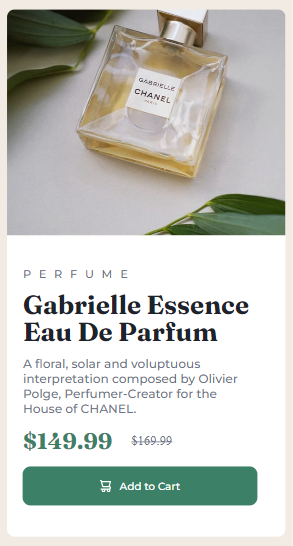 GABRIELLE
CHANEL
PARIS
PERFUME
Gabrielle Essence
Eau De Parfum
A floral, solar and voluptuous
interpretation composed by Olivier
Polge, Perfumer-Creator for the
House of CHANEL.
$149.99 $169.99
Add to Cart